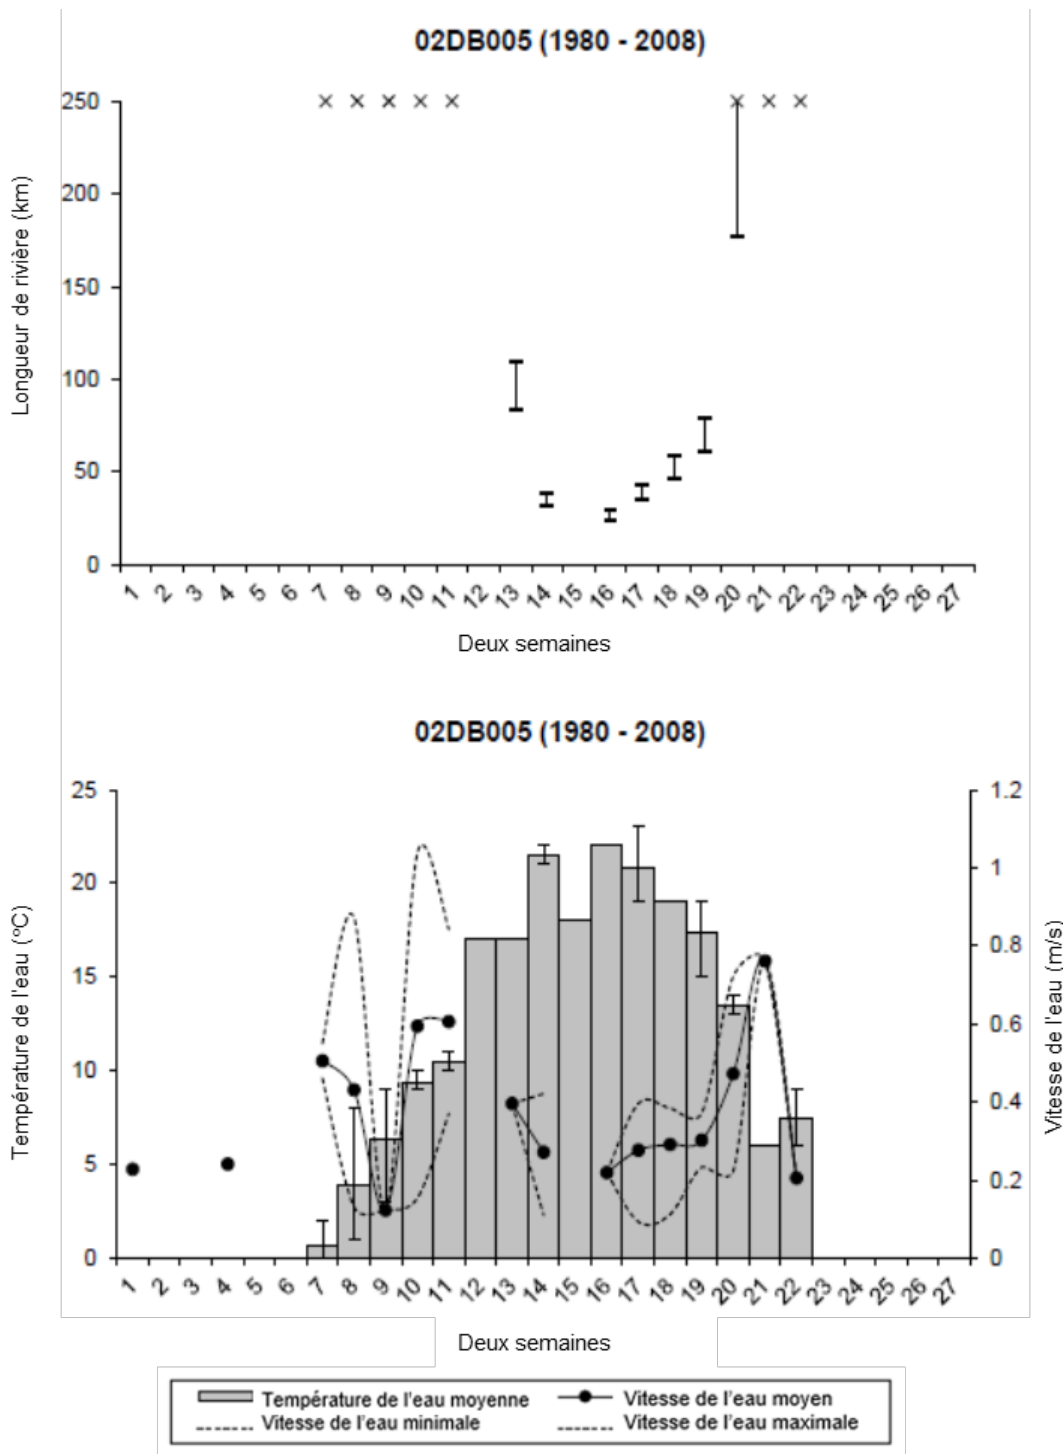 02DB005 (1980 - 2008)
Longueur de rivière (km)
250
200
150
100
50
0
1 2 3 4 5 6 7 8 9 10 11 12 13 14 15 16 17 18 19 20 21 22 23 24 25 26 27
Deux semaines
02DB005 (1980 - 2008)
Température de l'eau (°C)
25
20
15
10
5
0
1.2
1
0.8
0.6
0.4
0.2
0
Vitesse de l'eau (m/s)
1 2 3 4 5 6 7 8 9 10 11 12 13 14 15 16 17 18 19 20 21 22 23 24 25 26 27
Deux semaines
Température de l'eau moyenne Vitesse de l'eau moyen
Vitesse de l'eau minimale Vitesse de l'eau maximale